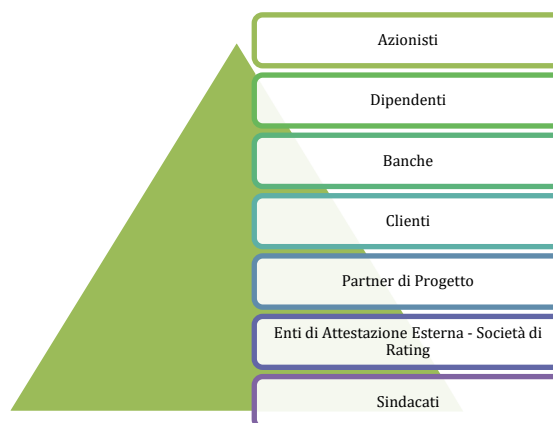 Azionisti
Dipendenti
Banche
Clienti
Partner di Progetto
Enti di Attestazione Esterna - Società di
Rating
Sindacati